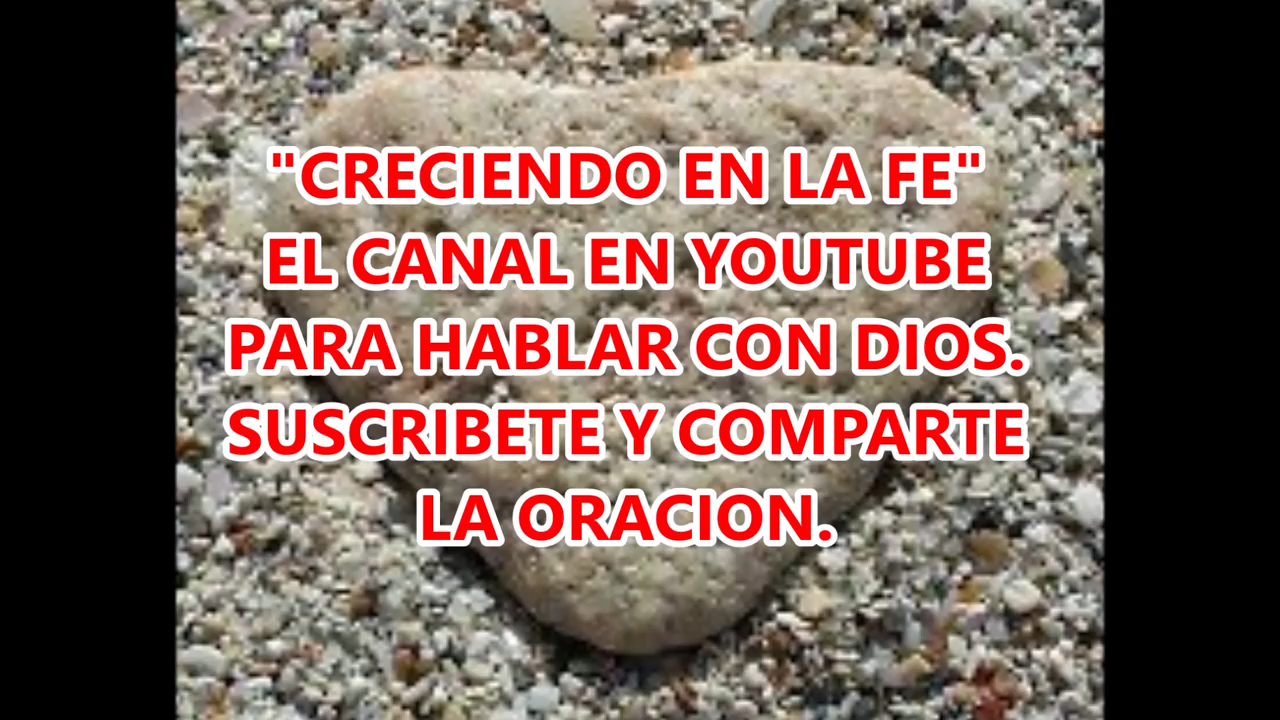 "CRECIENDO EN LA FE"
EL CANAL EN YOUTUBE
PARA HABLAR CON DIOS.
SUSCRIBETE Y COMPARTE
LA ORACION.